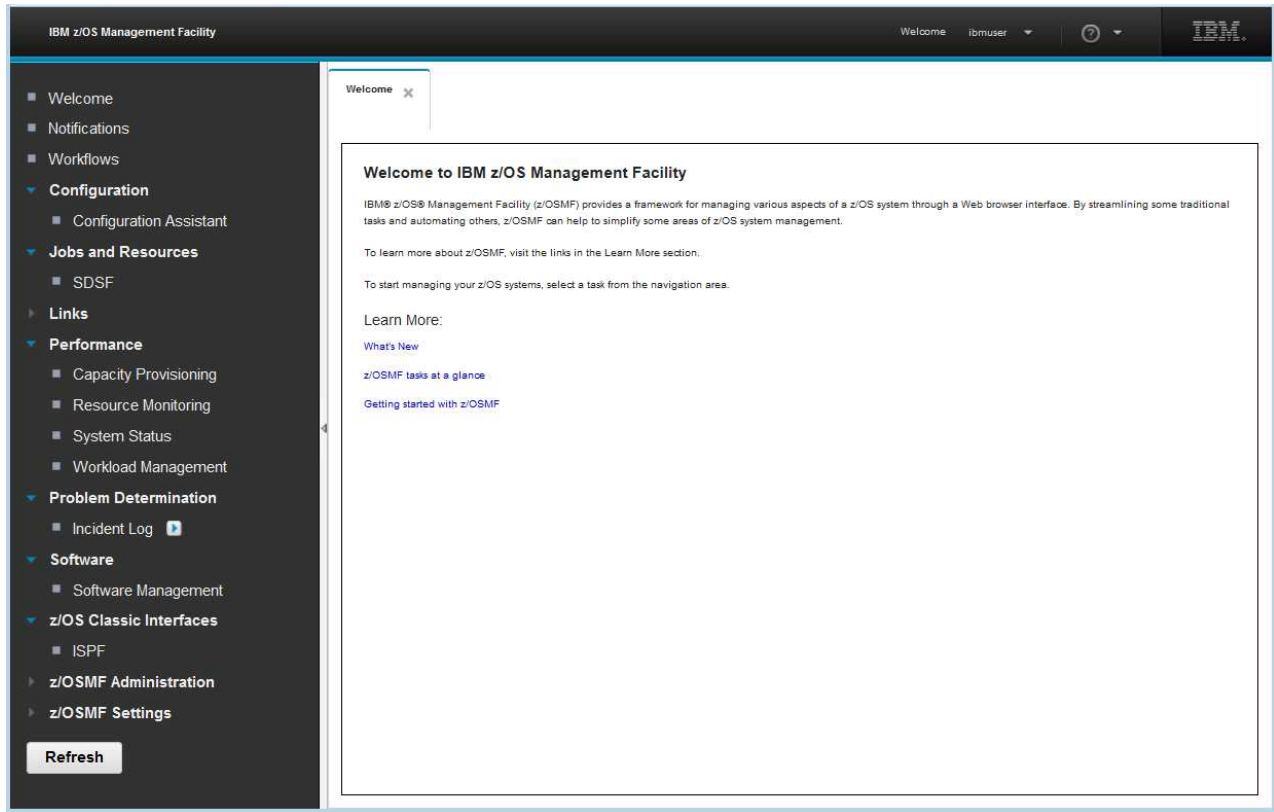 IBM z/OS Management Facility
Welcome ibmuser
?
IBM.
Welcome
Notifications
Workflows
Configuration
Configuration Assistant
Jobs and Resources
SDSF
Links
Performance
Capacity Provisioning
Resource Monitoring
System Status
Workload Management
Problem Determination
Incident Log
Software
Software Management
z/OS Classic Interfaces
ISPF
z/OSMF Administration
z/OSMF Settings
Refresh
Welcome
Welcome to IBM z/OS Management Facility
IBM® z/OS® Management Facility (z/OSMF) provides a framework for managing various aspects of a z/OS system through a Web browser interface. By streamlining some traditional
tasks and automating others, z/OSMF can help to simplify some areas of z/OS system management.
To learn more about z/OSMF, visit the links in the Learn More section.
To start managing your z/OS systems, select a task from the navigation area.
Learn More:
What's New
z/OSMF tasks at a glance
Getting started with z/OSMF